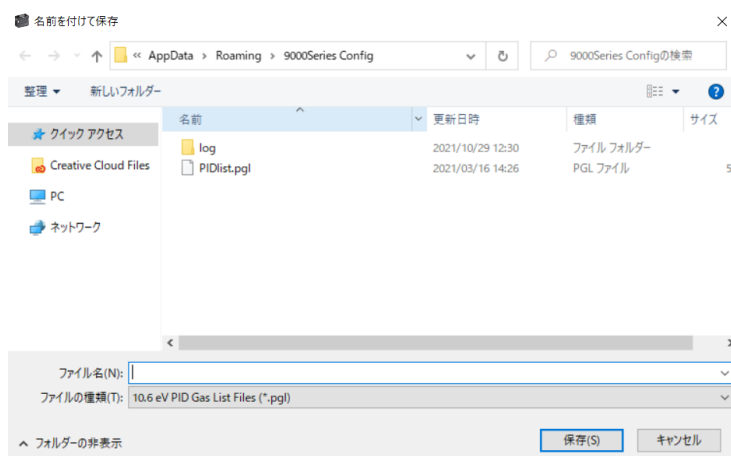 名前を付けて保存
« AppData › Roaming › 9000Series Config
9000Series Configの検索
整理 新しいフォルダー
名前 更新日時 種類 サイズ
クイック アクセス
Creative Cloud Files
PC
ネットワーク
log 2021/10/29 12:30 ファイル フォルダー
PIDlist.pgl 2021/03/16 14:26 PGL ファイル 5
ファイル名(N):
ファイルの種類(T): 10.6 eV PID Gas List Files (*.pgl)
フォルダーの非表示 保存(S) キャンセル